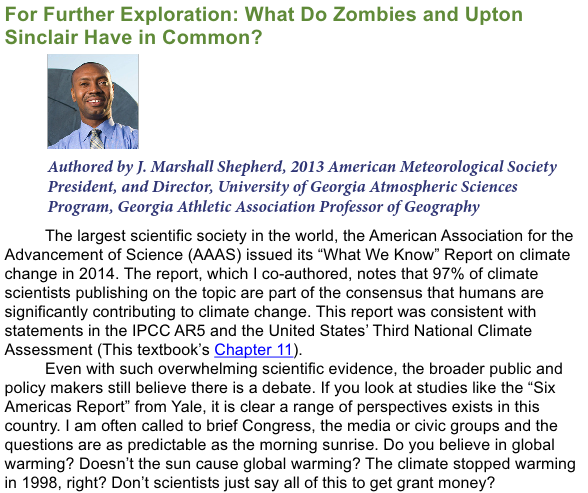 For Further Exploration: What Do Zombies and Upton
Sinclair Have in Common?
Authored by J. Marshall Shepherd, 2013 American Meteorological Society
President, and Director, University of Georgia Atmospheric Sciences
Program, Georgia Athletic Association Professor of Geography
The largest scientific society in the world, the American Association for the
Advancement of Science (AAAS) issued its “What We Know” Report on climate
change in 2014. The report, which I co-authored, notes that 97% of climate
scientists publishing on the topic are part of the consensus that humans are
significantly contributing to climate change. This report was consistent with
statements in the IPCC AR5 and the United States’ Third National Climate
Assessment (This textbook’s Chapter 11).
Even with such overwhelming scientific evidence, the broader public and
policy makers still believe there is a debate. If you look at studies like the “Six
Americas Report” from Yale, it is clear a range of perspectives exists in this
country. I am often called to brief Congress, the media or civic groups and the
questions are as predictable as the morning sunrise. Do you believe in global
warming? Doesn’t the sun cause global warming? The climate stopped warming
in 1998, right? Don’t scientists just say all of this to get grant money?